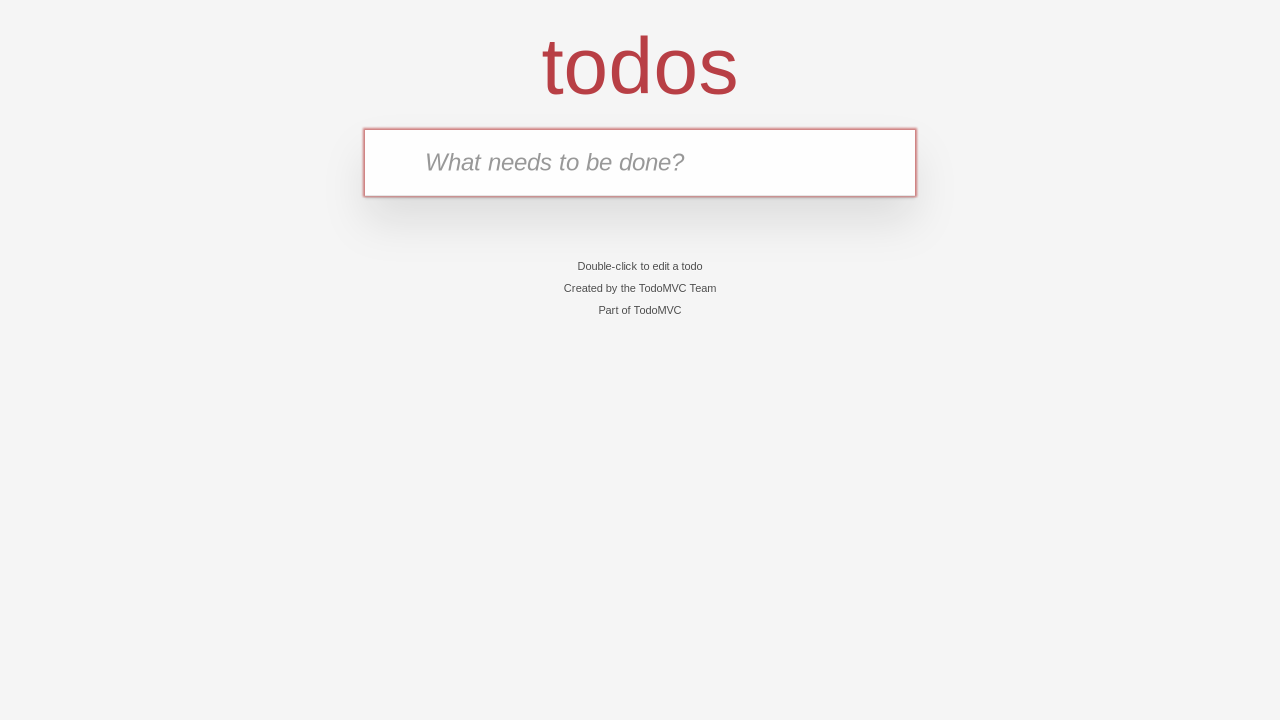 todos
What needs to be done?
Double-click to edit a todo
Created by the TodoMVC Team
Part of TodoMVC